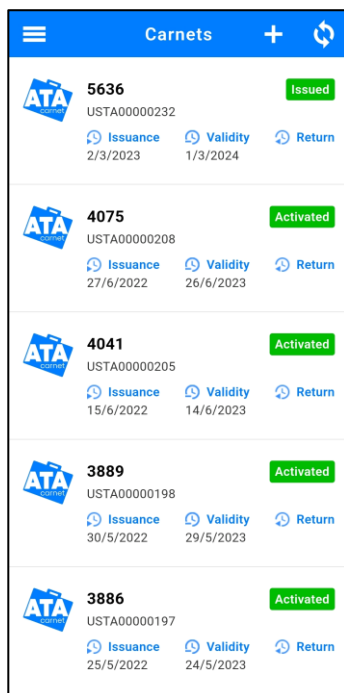 Carnets
ATA carnet
5636 Issued
USTA00000232
Issuance Validity Return
2/3/2023 1/3/2024
ATA carnet
4075 Activated
USTA00000208
Issuance Validity Return
27/6/2022 26/6/2023
ATA carnet
4041 Activated
USTA00000205
Issuance Validity Return
15/6/2022 14/6/2023
ATA carnet
3889 Activated
USTA00000198
Issuance Validity Return
30/5/2022 29/5/2023
ATA carnet
3886 Activated
USTA00000197
Issuance Validity Return
25/5/2022 24/5/2023